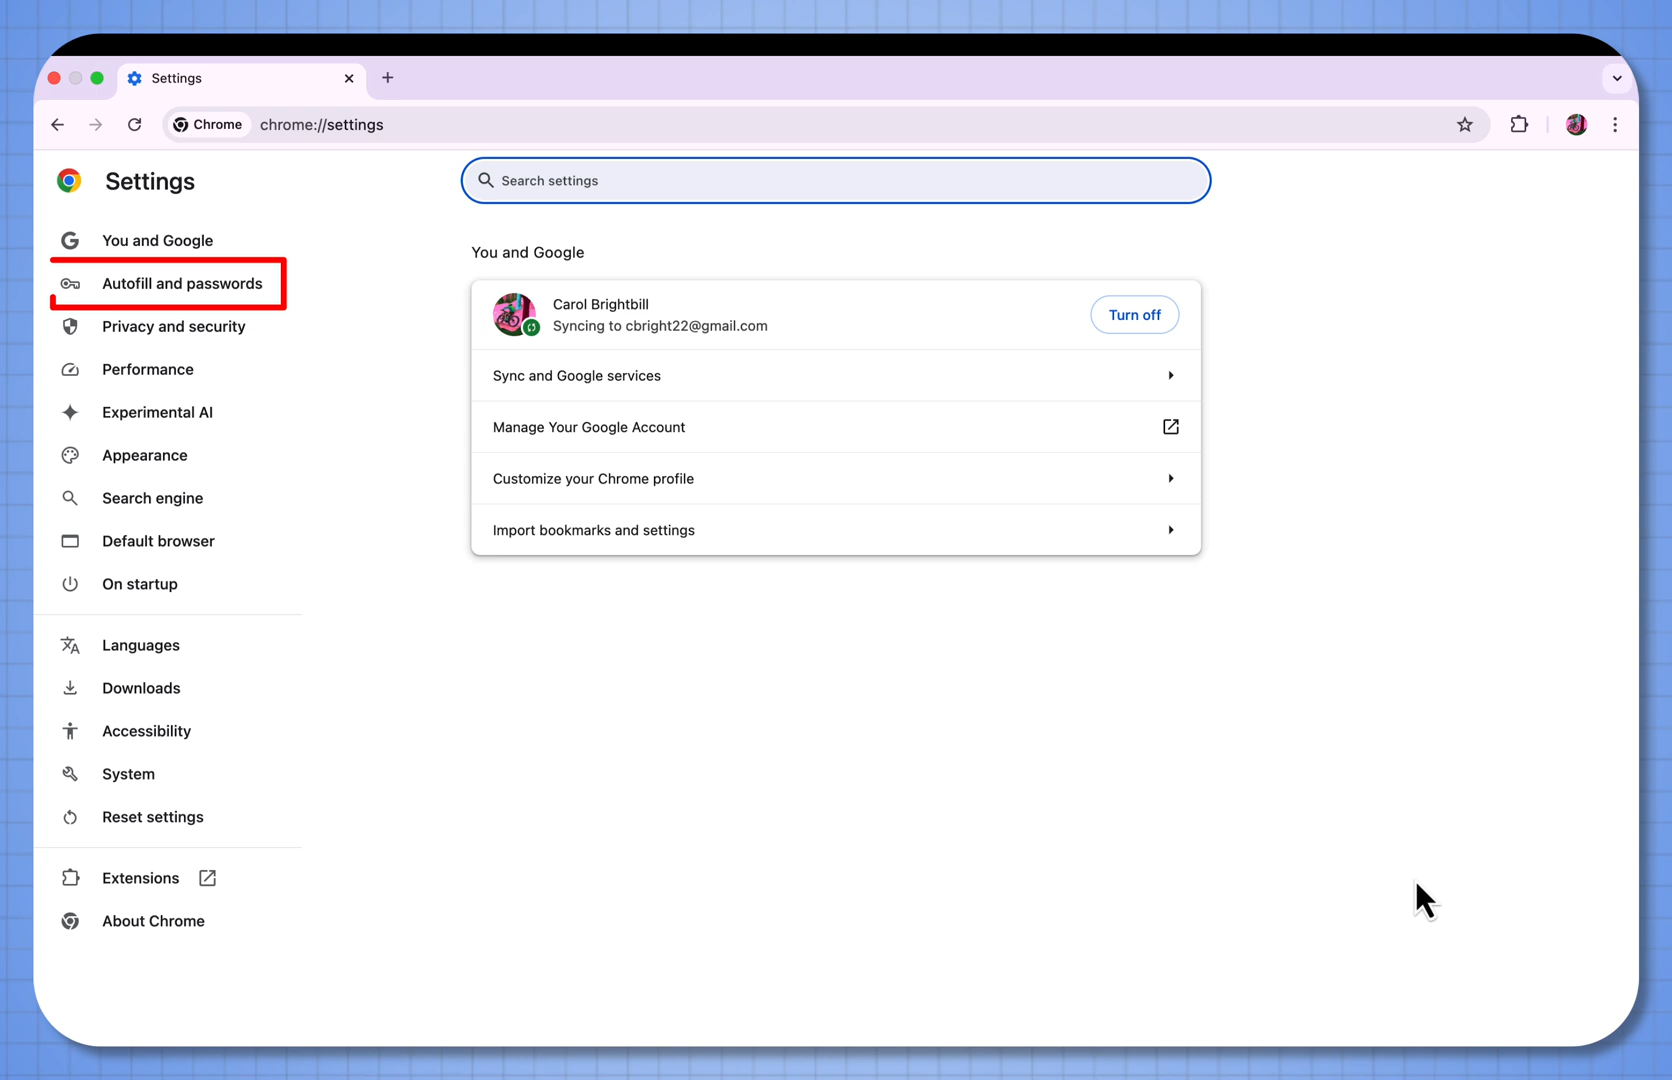 Settings
Chrome
chrome://settings
Settings
Search settings
You and Google
Autofill and passwords
Privacy and security
Performance
Experimental AI
Appearance
Search engine
Default browser
On startup
Languages
Downloads
Accessibility
System
Reset settings
Extensions
About Chrome
You and Google
Carol Brightbill
Syncing to cbright22@gmail.com
Turn off
Sync and Google services
Manage Your Google Account
Customize your Chrome profile
Import bookmarks and settings